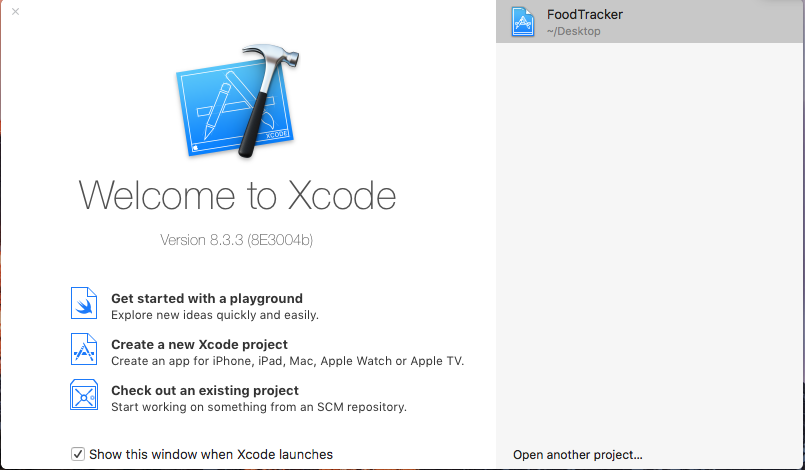 FoodTracker
~/Desktop
XCODE
Welcome to Xcode
Version 8.3.3 (8E3004b)
Get started with a playground
Explore new ideas quickly and easily.
Create a new Xcode project
Create an app for iPhone, iPad, Mac, Apple Watch or Apple TV.
Check out an existing project
Start working on something from an SCM repository.
Show this window when Xcode launches
Open another project...